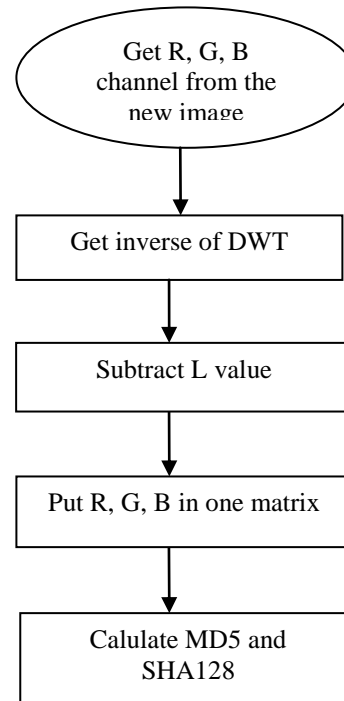 Get R, G, B
channel from the
new image
Get inverse of DWT
Subtract L value
Put R, G, B in one matrix
Calulate MD5 and
SHA128